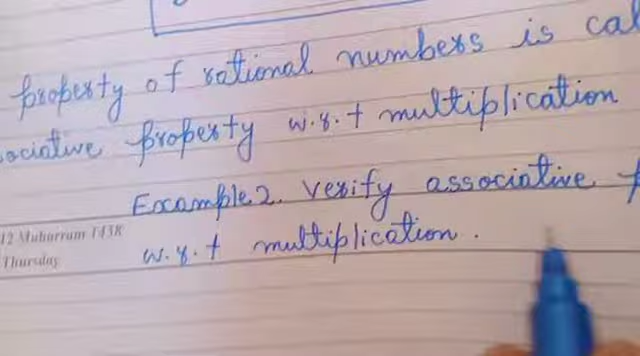 property of rational numbers is cal
ociative property w.r.t multiplication
Example.2. Verify associative p
12 Muharram 1438
Thursday
w.r.t multiplication.